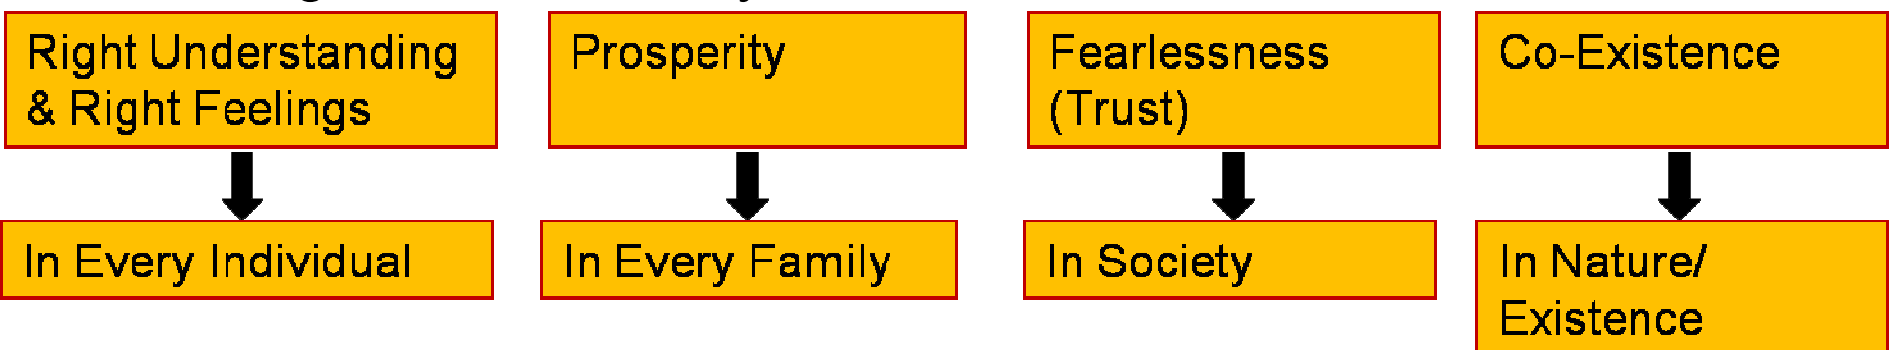 Right Understanding
& Right Feelings
Prosperity
Fearlessness
(Trust)
Co-Existence
In Every Individual
In Every Family
In Society
In Nature/
Existence